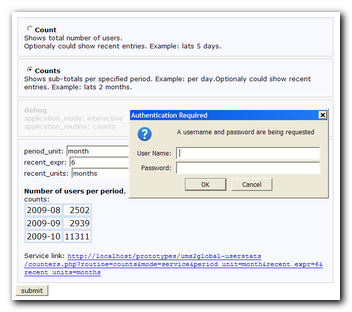 Count
Shows total number of users.
Optionaly could show recent entries. Example: lats 5 days.
Counts
Shows sub-totals per specified period. Example: per day.Optionaly could show recent
entries. Example: lats 2 months.
debug
application_mode: interactive
application_routine: counts
Authentication Required
A username and password are being requested
User Name:
Password:
OK Cancel
period_unit: month
recent_expr: 6
recent_units: months
Number of users per period,
counts:
2009-08 2502
2009-09 2939
2009-10 11311
Service link: http://localhost/prototypes/ums2global-userstats
/counters.php?routine=counts&mode=service&period_unit=month&recent_expr=6&
recent_units=months
submit